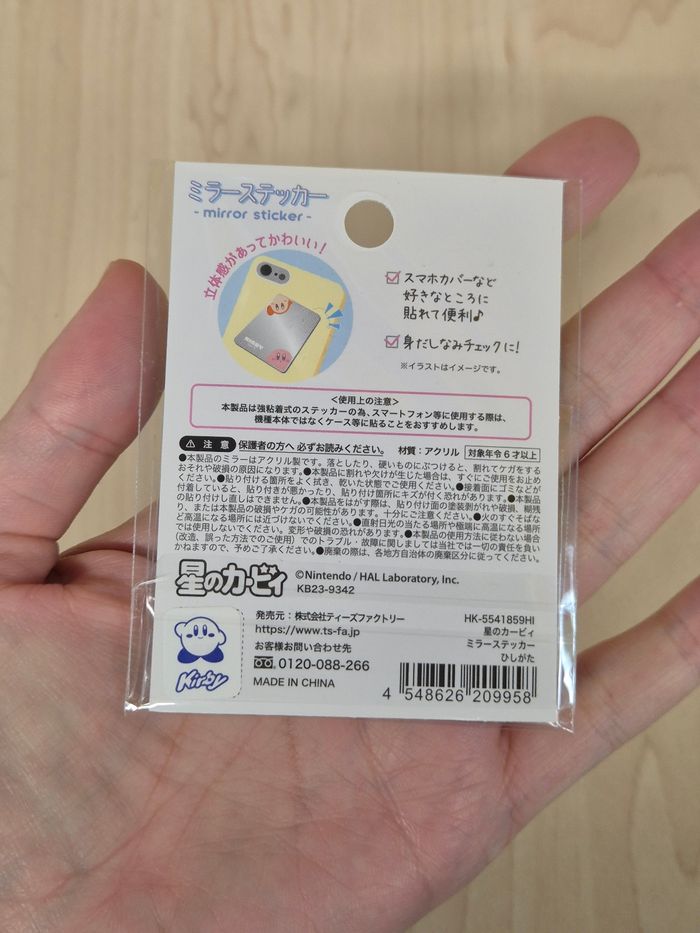 ミラーステッカー
- mirror sticker -
立体感があってかわいい!
KIRBY
スマホカバーなど
好きなところに
貼れて便利♪
身だしなみチェックに!
※イラストはイメージです。
<使用上の注意>
本製品は強粘着式のステッカーの為、スマートフォン等に使用する際は、
機種本体ではなくケース等に貼ることをおすすめします。
⚠ 注意 保護者の方へ 必ずお読みください。 材質:アクリル 対象年令6才以上
●本製品のミラーはアクリル製です。落としたり、硬いものにぶつけると、割れてケガをする
おそれや破損の原因になります。●本製品に割れや欠けが生じた場合は、すぐにご使用をお止め
ください。●貼り付ける箇所をよく拭き、乾いた状態でご使用ください。●接着面にゴミなどが
付着していると、貼り付きが悪かったり、貼り付け箇所にキズが付く恐れがあります。●本製品
の貼り付けし直しはできません。●本製品をはがす際は、貼り付け面の塗装剥がれや破損、糊残
り、または本製品の破損やケガの可能性があります。十分にご注意ください。●火のすぐそばな
ど高温になる場所には近づけないでください。●直射日光の当たる場所や極端に高温になる場所
では使用しないでください。変形や破損の恐れがあります。●本製品の使用方法に従わない場合
(改造、誤った方法でのご使用)でのトラブル・故障に関しましては当社では一切の責任を負い
かねますので、予めご了承ください。●廃棄の際は、各地方自治体の廃棄区分に従ってください。
星のカービィ
©Nintendo / HAL Laboratory, Inc.
KB23-9342
Kirby
発売元:株式会社ティーズファクトリー
https://www.ts-fa.jp
お客様お問い合わせ先
0120-088-266
MADE IN CHINA
HK-5541859HI
星のカービィ
ミラーステッカー
ひしがた
4 548626 209958